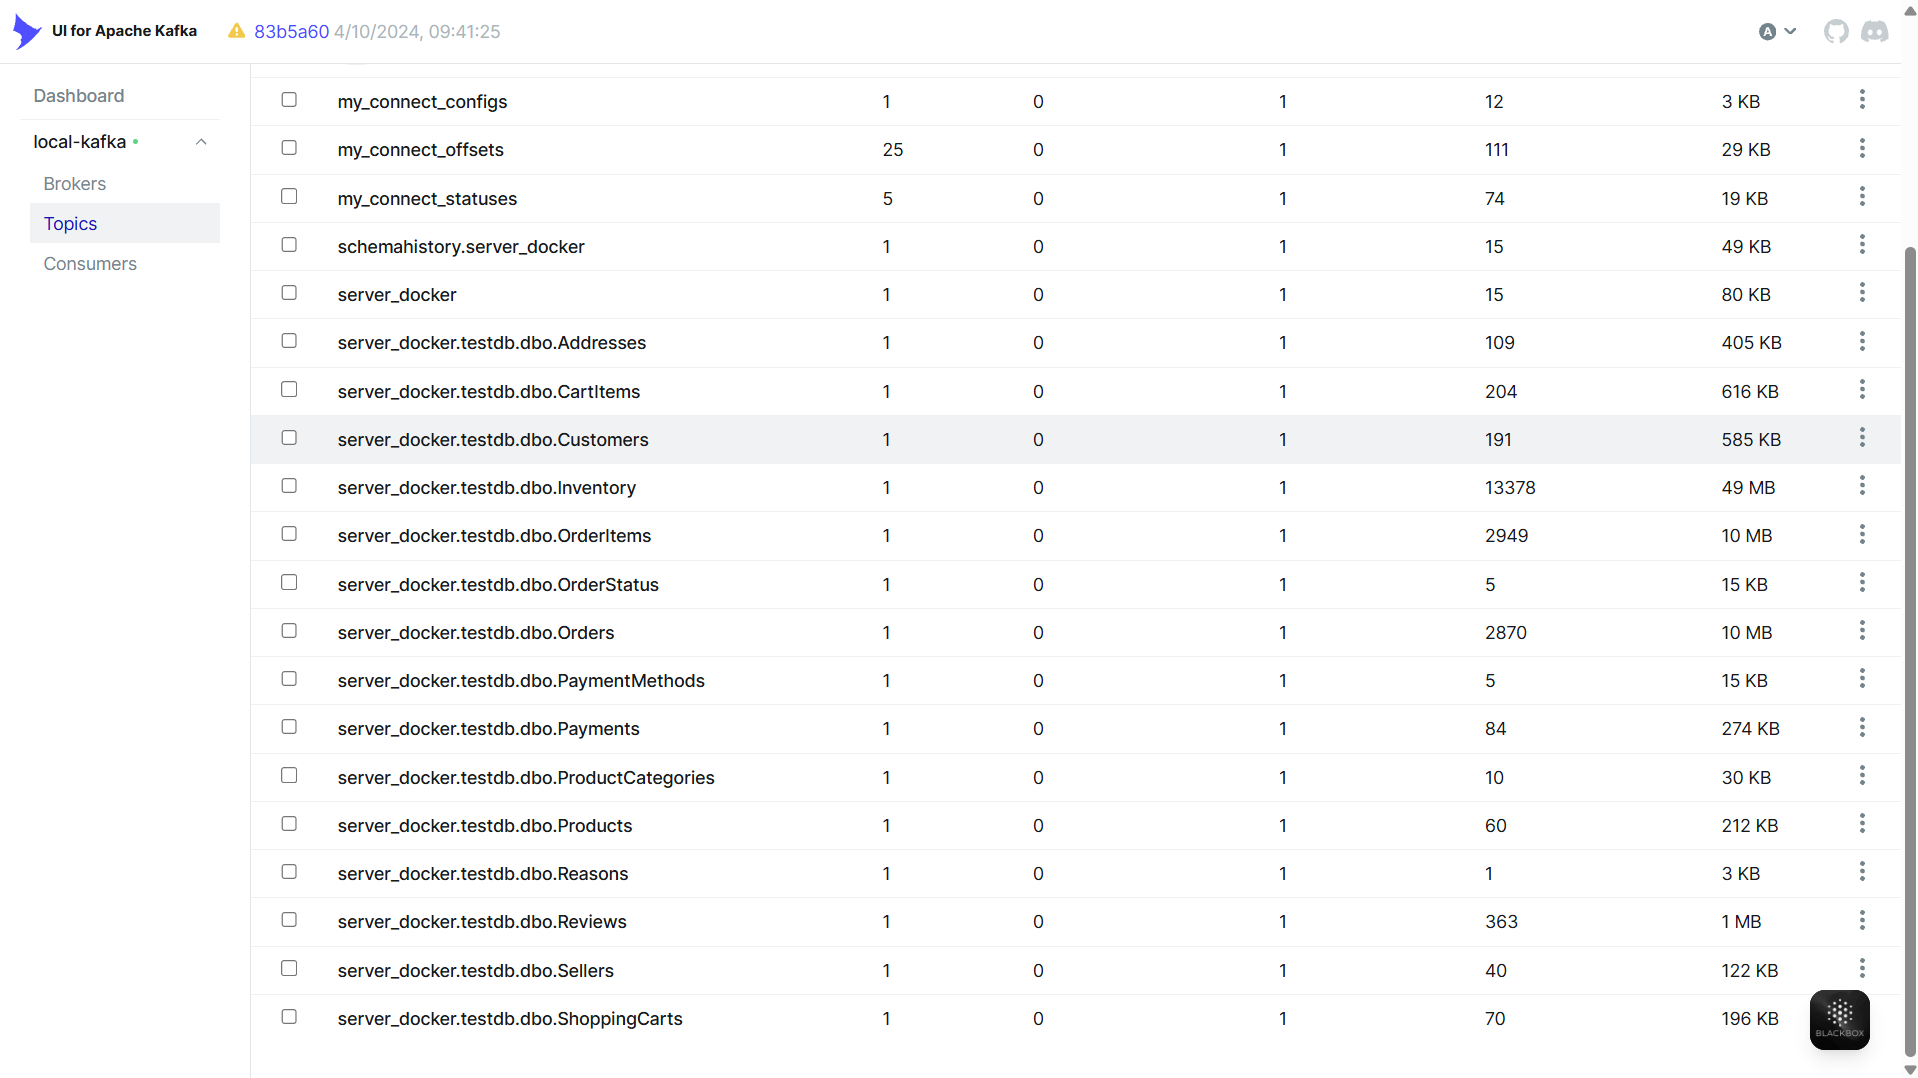 UI for Apache Kafka 83b5a60 4/10/2024, 09:41:25 A
Dashboard
local-kafka
Brokers
Topics
Consumers
my_connect_configs 1 0 1 12 3 KB
my_connect_offsets 25 0 1 111 29 KB
my_connect_statuses 5 0 1 74 19 KB
schemahistory.server_docker 1 0 1 15 49 KB
server_docker 1 0 1 15 80 KB
server_docker.testdb.dbo.Addresses 1 0 1 109 405 KB
server_docker.testdb.dbo.CartItems 1 0 1 204 616 KB
server_docker.testdb.dbo.Customers 1 0 1 191 585 KB
server_docker.testdb.dbo.Inventory 1 0 1 13378 49 MB
server_docker.testdb.dbo.OrderItems 1 0 1 2949 10 MB
server_docker.testdb.dbo.OrderStatus 1 0 1 5 15 KB
server_docker.testdb.dbo.Orders 1 0 1 2870 10 MB
server_docker.testdb.dbo.PaymentMethods 1 0 1 5 15 KB
server_docker.testdb.dbo.Payments 1 0 1 84 274 KB
server_docker.testdb.dbo.ProductCategories 1 0 1 10 30 KB
server_docker.testdb.dbo.Products 1 0 1 60 212 KB
server_docker.testdb.dbo.Reasons 1 0 1 1 3 KB
server_docker.testdb.dbo.Reviews 1 0 1 363 1 MB
server_docker.testdb.dbo.Sellers 1 0 1 40 122 KB
server_docker.testdb.dbo.ShoppingCarts 1 0 1 70 196 KB
BLACKBOX